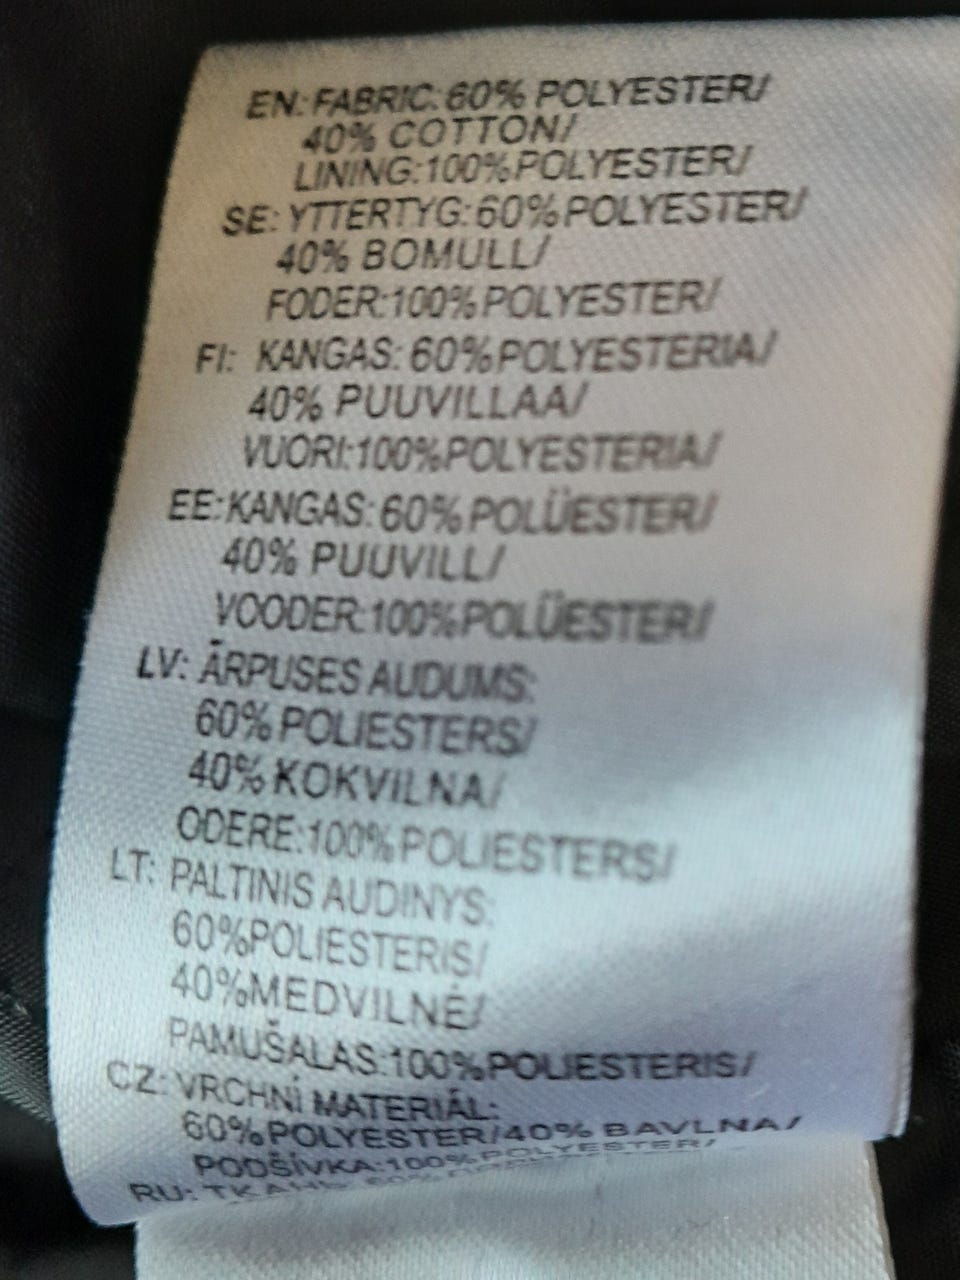 EN: FABRIC: 60% POLYESTER/
40% COTTON/
LINING:100% POLYESTER/
SE: YTTERTYG: 60% POLYESTER/
40% BOMULL/
FODER:100% POLYESTER/
FI: KANGAS: 60% POLYESTERIA/
40% PUUVILLAA/
VUORI:100% POLYESTERIA/
EE: KANGAS: 60% POLÜESTER/
40% PUUVILL/
VOODER:100% POLÜESTER/
LV: ĀRPUSES AUDUMS:
60% POLIESTERS/
40% KOKVILNA/
ODERE:100% POLIESTERS/
LT: PALTINIS AUDINYS:
60%POLIESTERIS/
40%MEDVILNĖ/
PAMUŠALAS:100%POLIESTERIS/
CZ: VRCHNÍ MATERIÁL:
60% POLYESTER/40% BAVLNA/
PODŠÍVKA:100% POLYESTER/
RU: ТКАНЬ: 60%